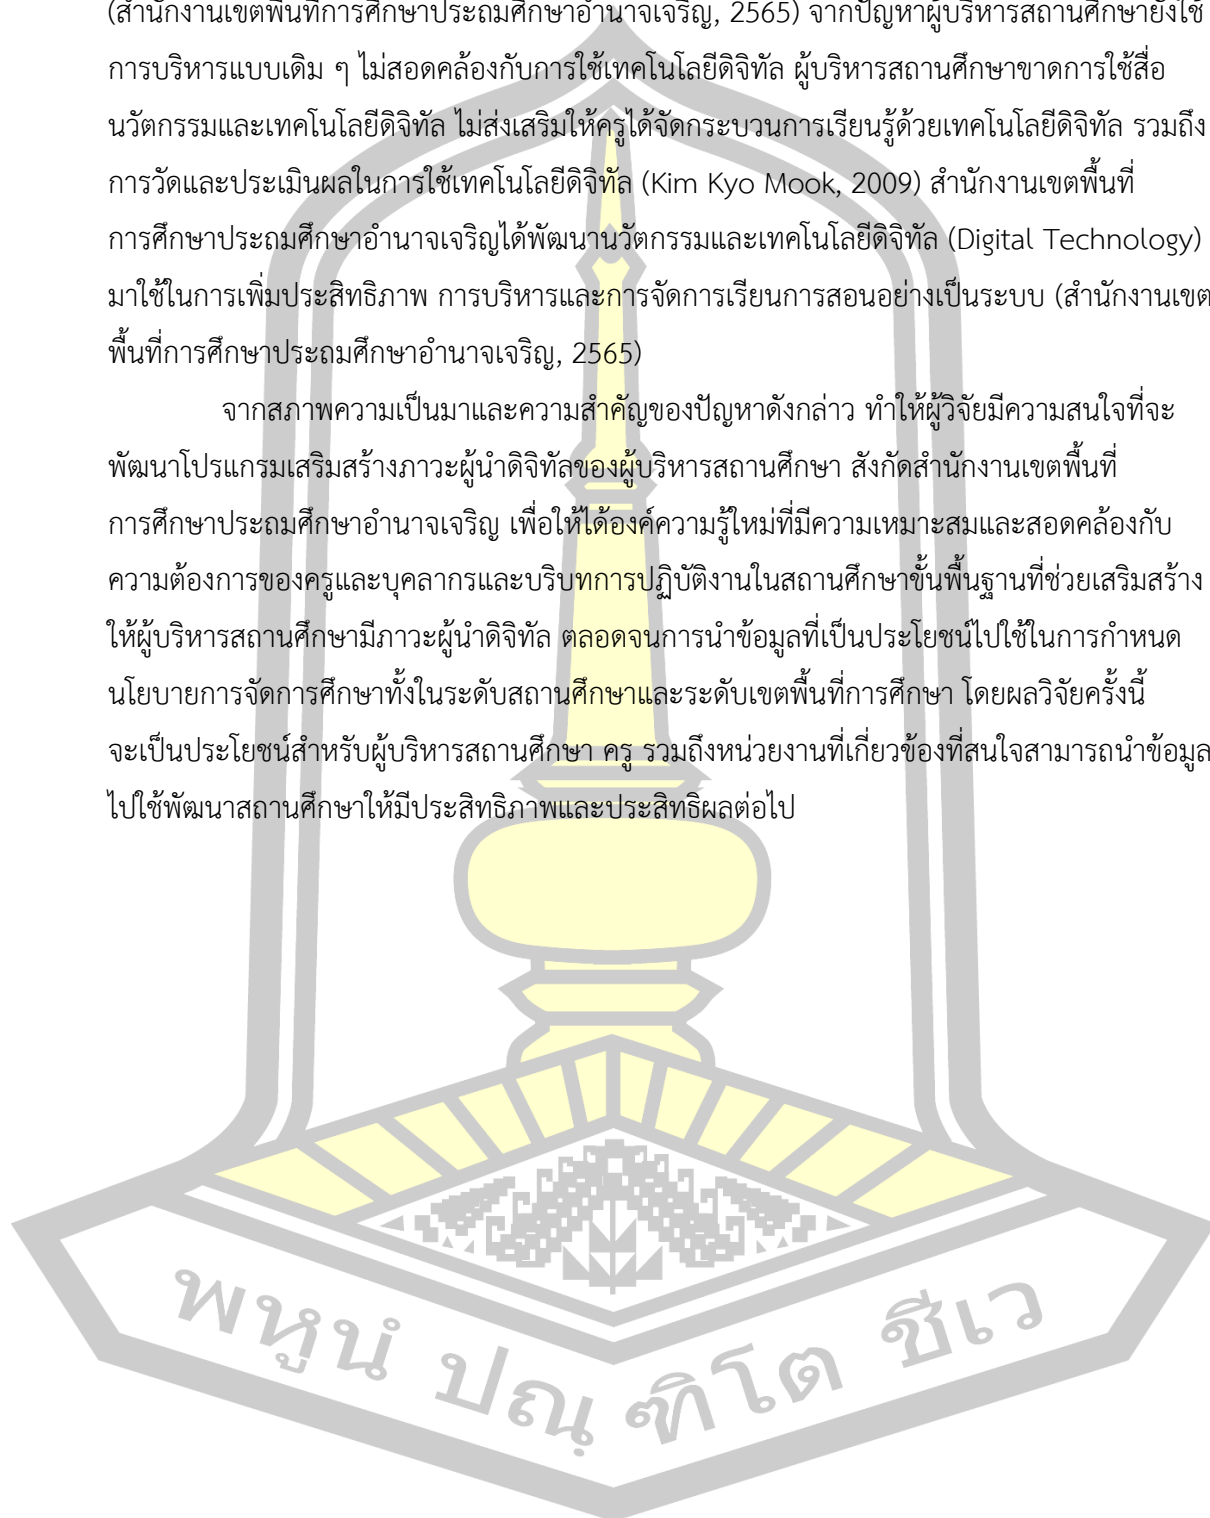 (สำนักงานเขตพื้นที่การศึกษาประถมศึกษาอำนาจเจริญ, 2565) จากปัญหาผู้บริหารสถานศึกษายังใช้
การบริหารแบบเดิม ๆ ไม่สอดคล้องกับการใช้เทคโนโลยีดิจิทัล ผู้บริหารสถานศึกษาขาดการใช้สื่อ
นวัตกรรมและเทคโนโลยีดิจิทัล ไม่ส่งเสริมให้ครูได้จัดกระบวนการเรียนรู้ด้วยเทคโนโลยีดิจิทัล รวมถึง
การวัดและประเมินผลในการใช้เทคโนโลยีดิจิทัล (Kim Kyo Mook, 2009) สำนักงานเขตพื้นที่
การศึกษาประถมศึกษาอำนาจเจริญได้พัฒนานวัตกรรมและเทคโนโลยีดิจิทัล (Digital Technology)
มาใช้ในการเพิ่มประสิทธิภาพ การบริหารและการจัดการเรียนการสอนอย่างเป็นระบบ (สำนักงานเขต
พื้นที่การศึกษาประถมศึกษาอำนาจเจริญ, 2565)
จากสภาพความเป็นมาและความสำคัญของปัญหาดังกล่าว ทำให้ผู้วิจัยมีความสนใจที่จะ
พัฒนาโปรแกรมเสริมสร้างภาวะผู้นำดิจิทัลของผู้บริหารสถานศึกษา สังกัดสำนักงานเขตพื้นที่
การศึกษาประถมศึกษาอำนาจเจริญ เพื่อให้ได้องค์ความรู้ใหม่ที่มีความเหมาะสมและสอดคล้องกับ
ความต้องการของครูและบุคลากรและบริบทการปฏิบัติงานในสถานศึกษาขั้นพื้นฐานที่ช่วยเสริมสร้าง
ให้ผู้บริหารสถานศึกษามีภาวะผู้นำดิจิทัล ตลอดจนการนำข้อมูลที่เป็นประโยชน์ไปใช้ในการกำหนด
นโยบายการจัดการศึกษาทั้งในระดับสถานศึกษาและระดับเขตพื้นที่การศึกษา โดยผลวิจัยครั้งนี้
จะเป็นประโยชน์สำหรับผู้บริหารสถานศึกษา ครู รวมถึงหน่วยงานที่เกี่ยวข้องที่สนใจสามารถนำข้อมูล
ไปใช้พัฒนาสถานศึกษาให้มีประสิทธิภาพและประสิทธิผลต่อไป
พหูนํ ปณฺฑิโต ชีเว